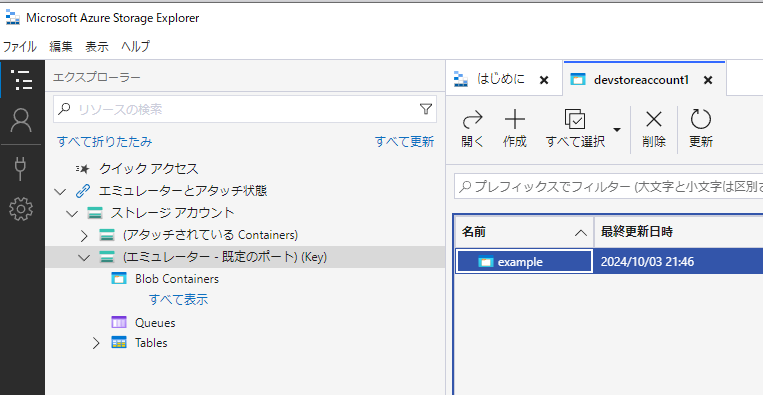 Microsoft Azure Storage Explorer
ファイル 編集 表示 ヘルプ
エクスプローラー
リソースの検索
すべて折りたたみ すべて更新
クイック アクセス
エミュレーターとアタッチ状態
ストレージ アカウント
(アタッチされている Containers)
(エミュレーター - 既定のポート) (Key)
Blob Containers
すべて表示
Queues
Tables
はじめに devstoreaccount1
開く 作成 すべて選択 削除 更新
プレフィックスでフィルター (大文字と小文字は区別
名前 最終更新日時
example 2024/10/03 21:46